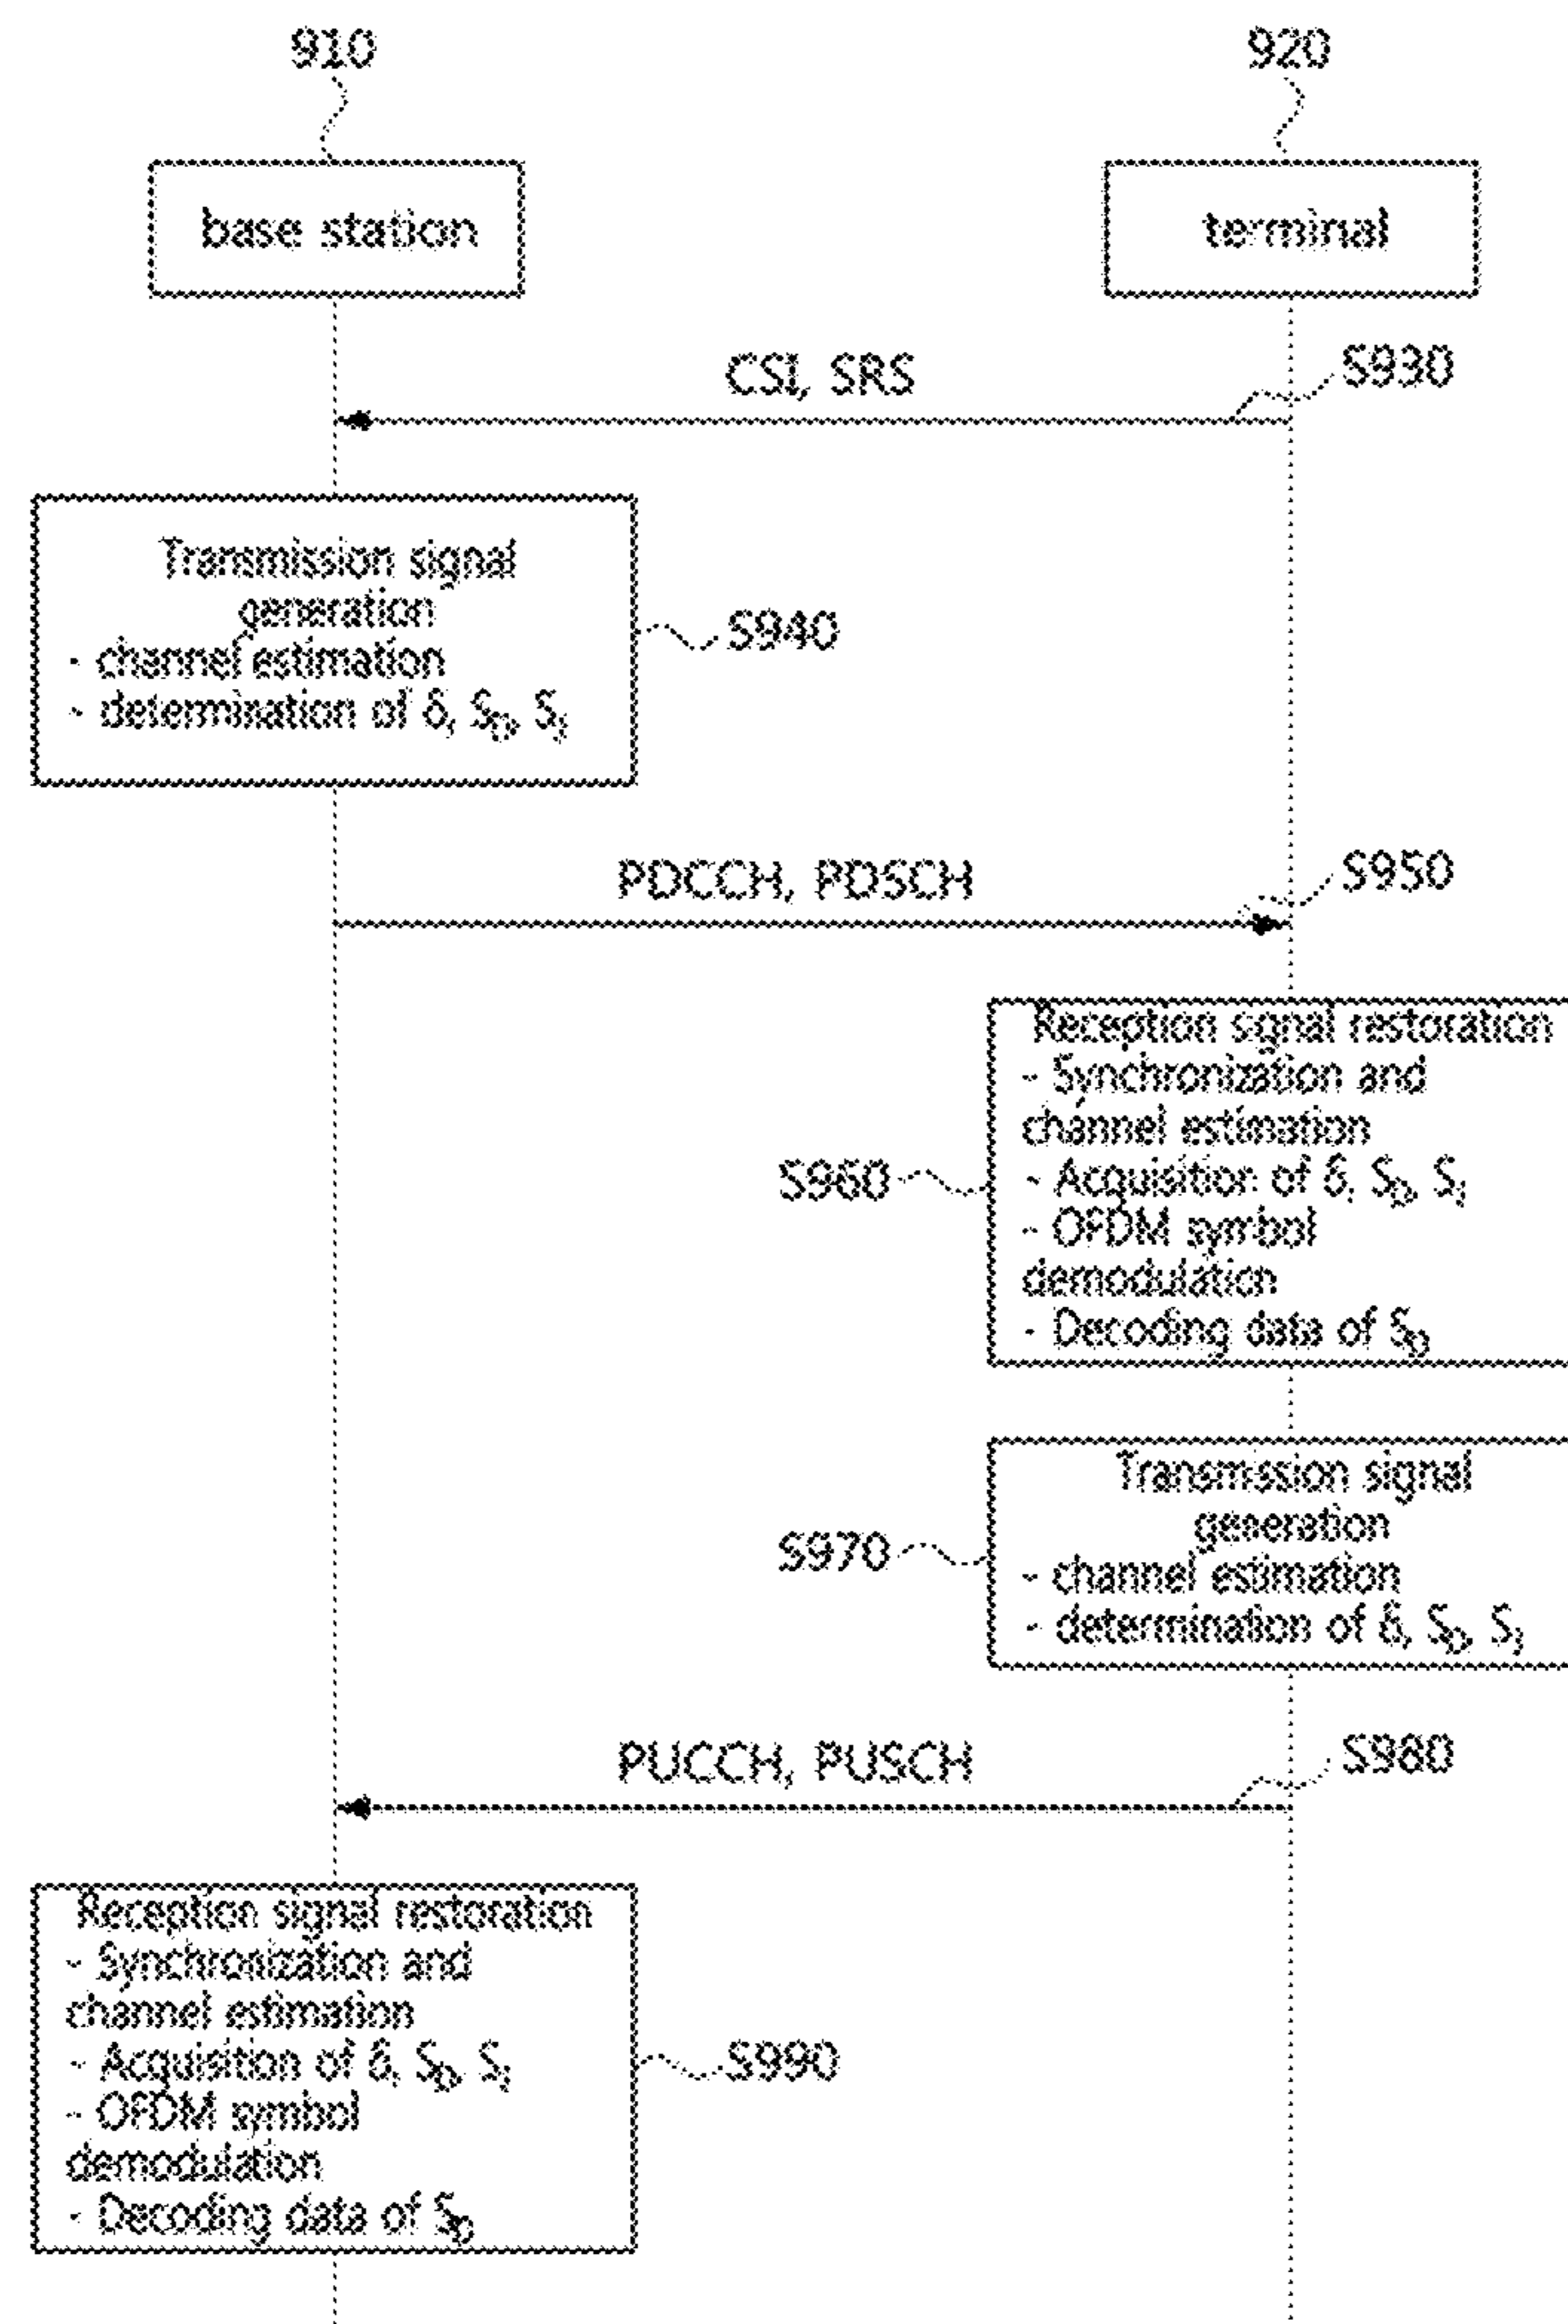 910
920
base station
terminal
CSI, SRS
S930
Transmission signal
generation
- channel estimation
- determination of δ, S_D, S_I
S940
PDCCH, PDSCH
S950
Reception signal restoration
- Synchronization and
channel estimation
- Acquisition of δ, S_D, S_I
- OFDM symbol
demodulation
- Decoding data of S_D
S960
Transmission signal
generation
- channel estimation
- determination of δ, S_D, S_I
S970
PUCCH, PUSCH
S980
Reception signal restoration
- Synchronization and
channel estimation
- Acquisition of δ, S_D, S_I
- OFDM symbol
demodulation
- Decoding data of S_D
S990